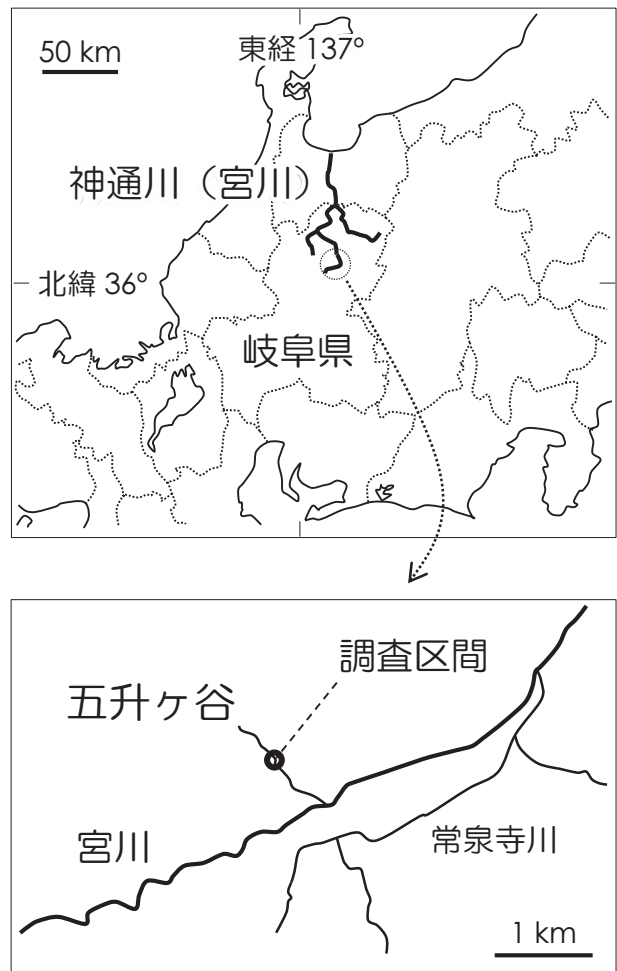 50 km
東経 137°
神通川（宮川）
北緯 36°
岐阜県
調査区間
五升ヶ谷
宮川
常泉寺川
1 km